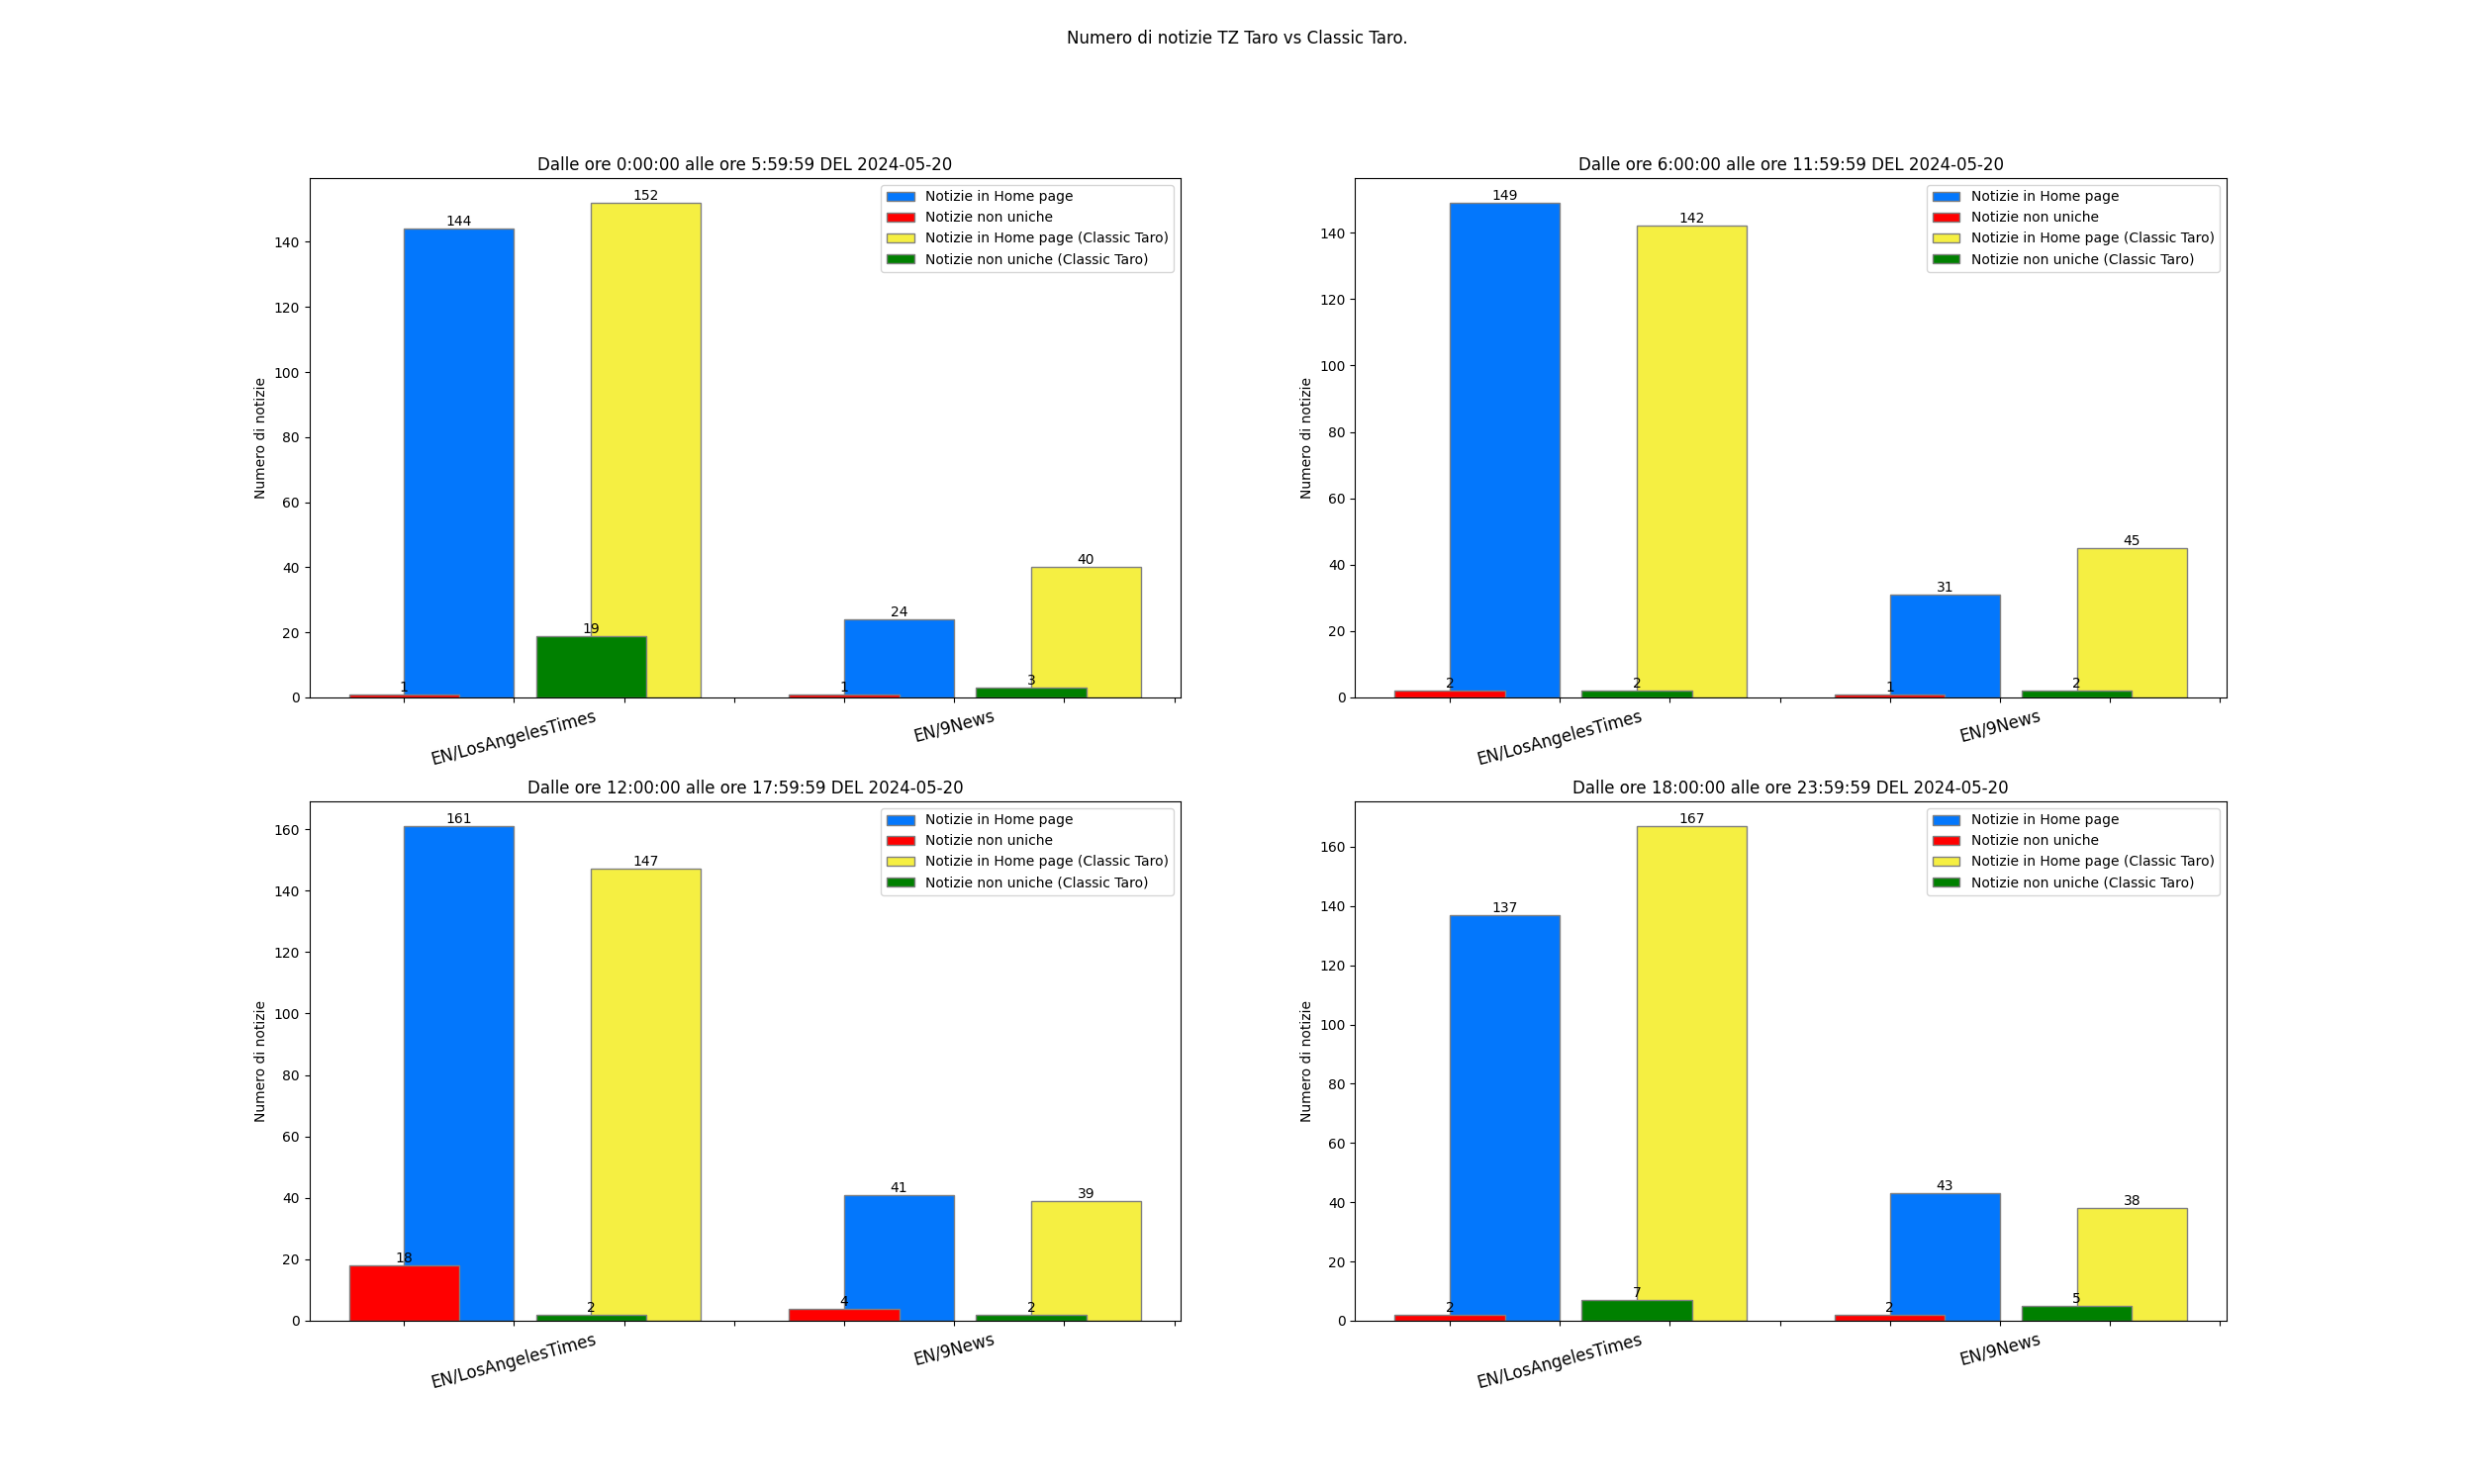 Numero di notizie TZ Taro vs Classic Taro.
Dalle ore 0:00:00 alle ore 5:59:59 DEL 2024-05-20
Numero di notizie
0
20
40
60
80
100
120
140
144
1
152
19
24
1
40
3
Notizie in Home page
Notizie non uniche
Notizie in Home page (Classic Taro)
Notizie non uniche (Classic Taro)
EN/LosAngelesTimes
EN/9News
Dalle ore 6:00:00 alle ore 11:59:59 DEL 2024-05-20
Numero di notizie
0
20
40
60
80
100
120
140
149
2
142
2
31
1
45
2
Notizie in Home page
Notizie non uniche
Notizie in Home page (Classic Taro)
Notizie non uniche (Classic Taro)
EN/LosAngelesTimes
EN/9News
Dalle ore 12:00:00 alle ore 17:59:59 DEL 2024-05-20
Numero di notizie
0
20
40
60
80
100
120
140
160
161
18
147
2
41
4
39
2
Notizie in Home page
Notizie non uniche
Notizie in Home page (Classic Taro)
Notizie non uniche (Classic Taro)
EN/LosAngelesTimes
EN/9News
Dalle ore 18:00:00 alle ore 23:59:59 DEL 2024-05-20
Numero di notizie
0
20
40
60
80
100
120
140
160
137
2
167
7
43
2
38
5
Notizie in Home page
Notizie non uniche
Notizie in Home page (Classic Taro)
Notizie non uniche (Classic Taro)
EN/LosAngelesTimes
EN/9News